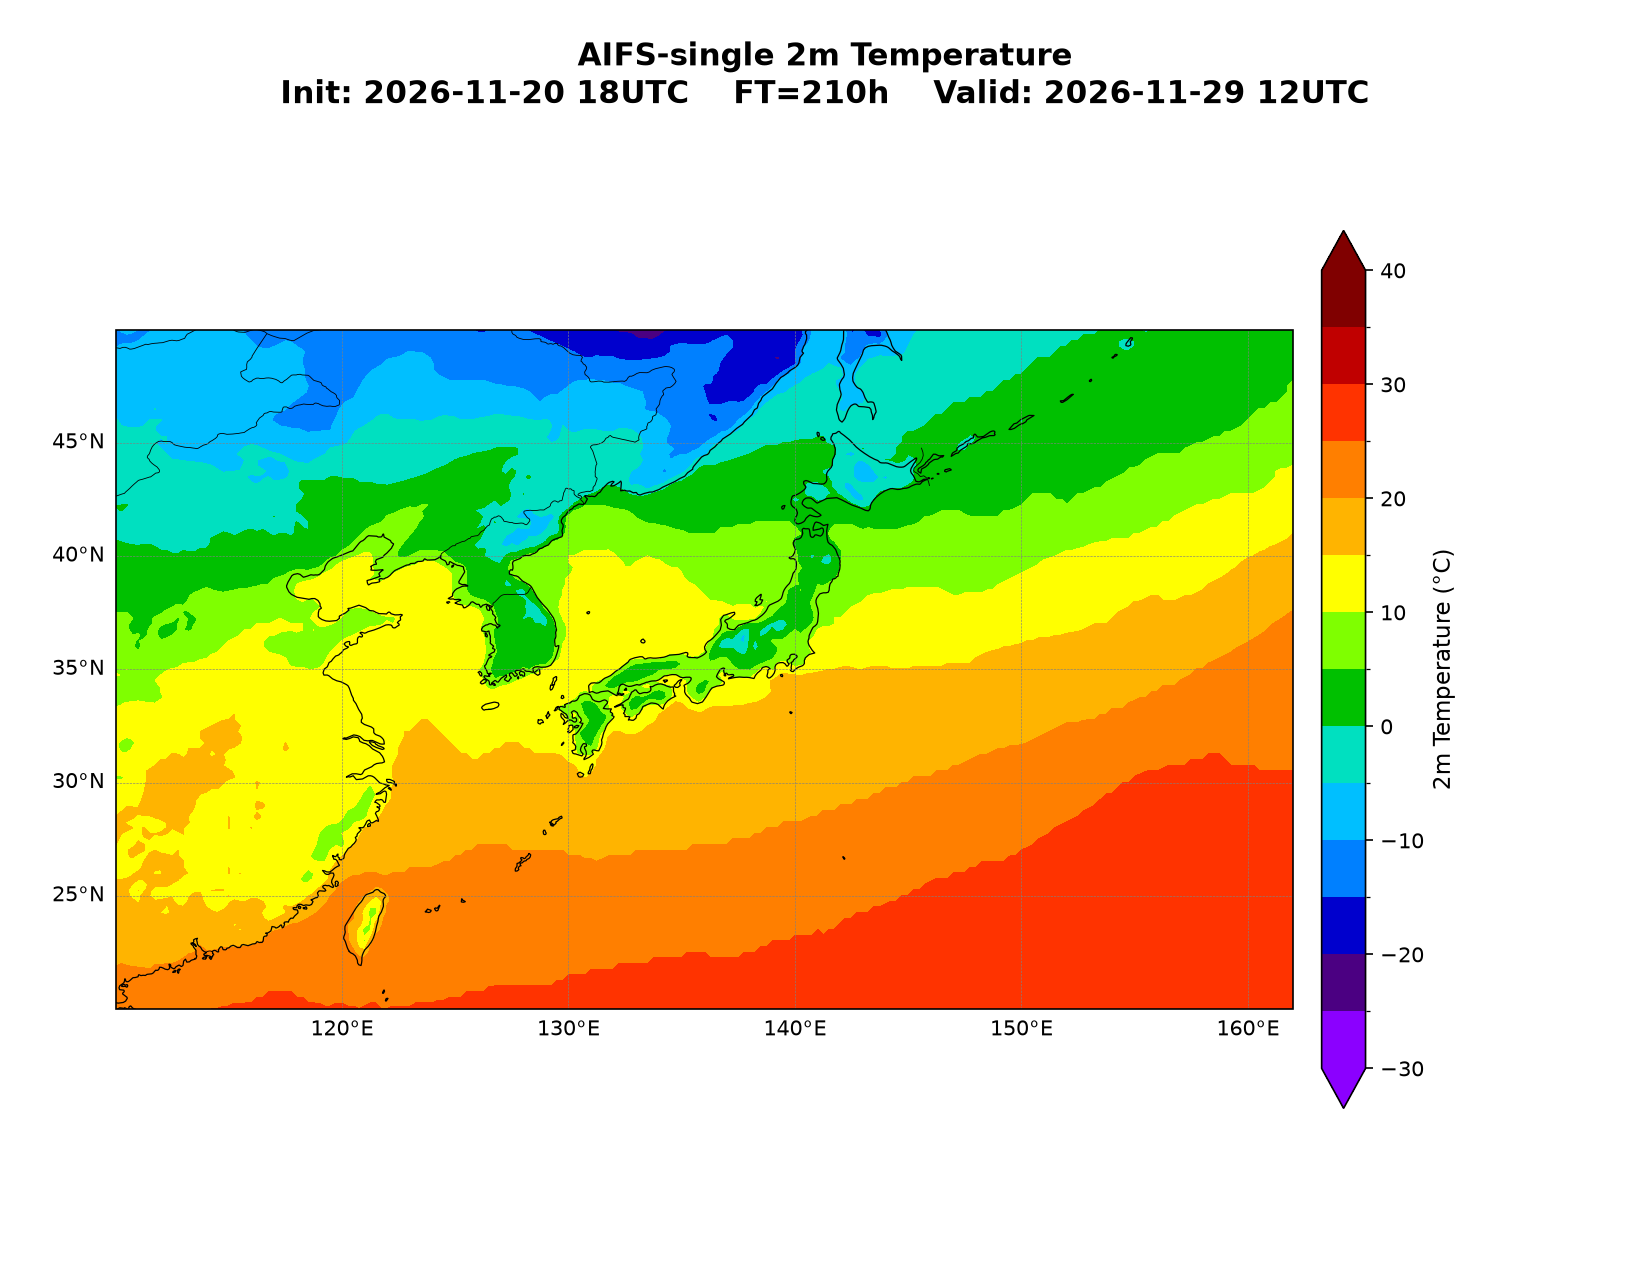 AIFS-single 2m Temperature
Init: 2026-11-20 18UTC    FT=210h    Valid: 2026-11-29 12UTC
45°N
40°N
35°N
30°N
25°N
120°E
130°E
140°E
150°E
160°E
40
30
20
10
0
−10
−20
−30
2m Temperature (°C)